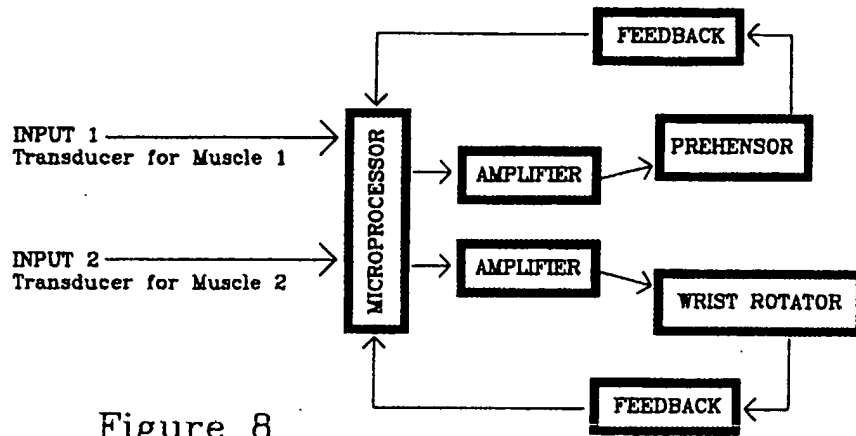 FEEDBACK
INPUT 1
Transducer for Muscle 1
MICROPROCESSOR
AMPLIFIER
PREHENSOR
INPUT 2
Transducer for Muscle 2
AMPLIFIER
WRIST ROTATOR
FEEDBACK
Figure 8